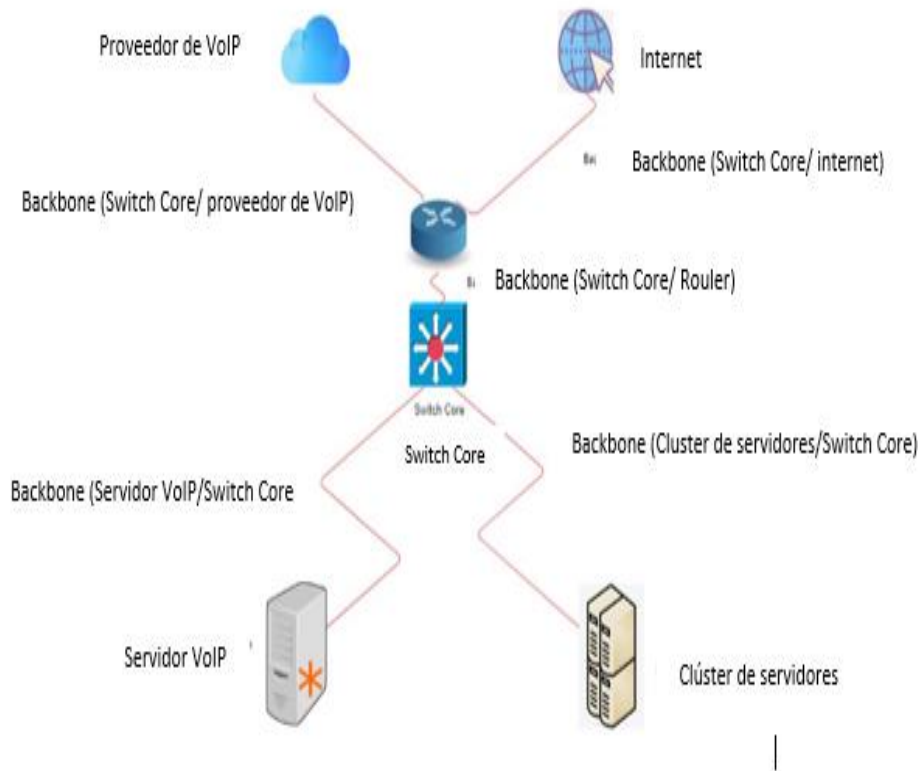 Proveedor de VoIP
Internet
Backbone (Switch Core/ internet)
Backbone (Switch Core/ proveedor de VoIP)
Backbone (Switch Core/ Rouler)
Switch Core
Switch Core
Backbone (Cluster de servidores/Switch Core)
Backbone (Servidor VoIP/Switch Core
Servidor VoIP
Clúster de servidores